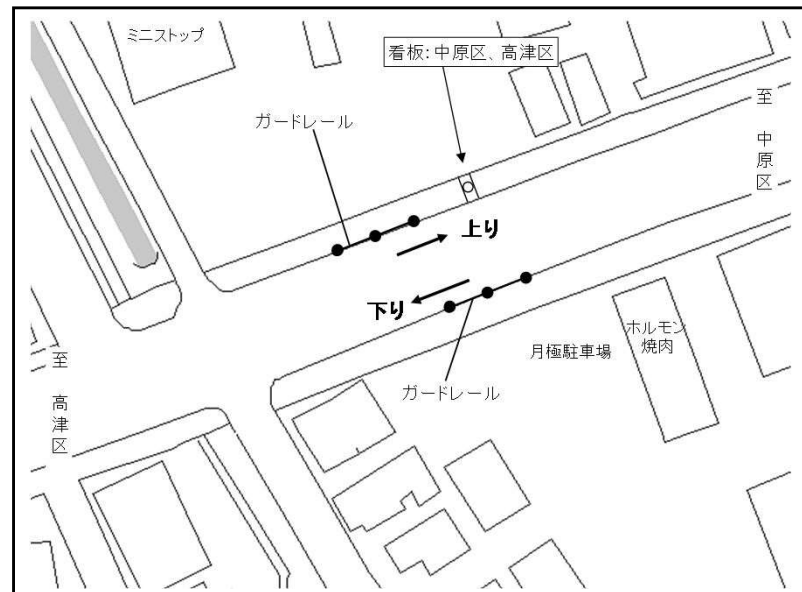 ミニストップ
看板:中原区、高津区
ガードレール
至 中原区
上り
下り
月極駐車場
ホルモン
焼肉
ガードレール
至 高津区